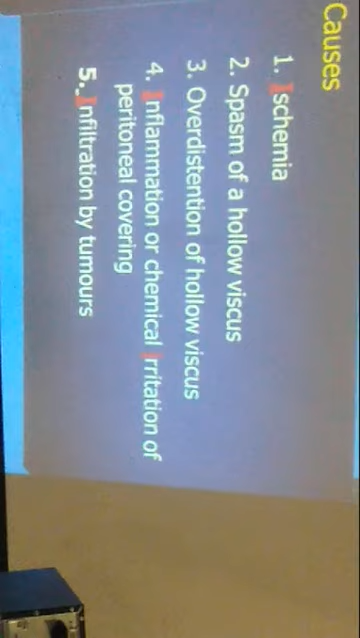 Causes
1. Ischemia
2. Spasm of a hollow viscus
3. Overdistention of hollow viscus
4. Inflammation or chemical Irritation of
peritoneal covering
5. Infiltration by tumours